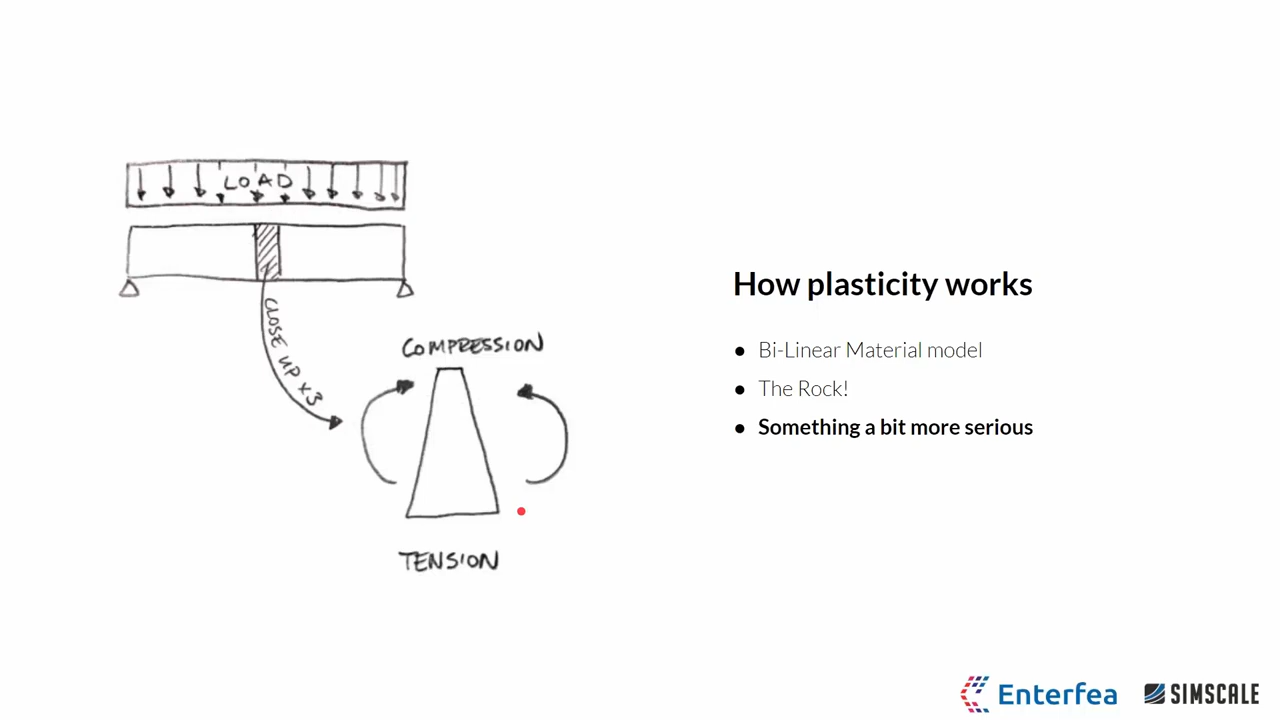 LOAD
CLOSE UP x3
COMPRESSION
TENSION
How plasticity works
● Bi-Linear Material model
● The Rock!
● Something a bit more serious
Enterfea
SIMSCALE